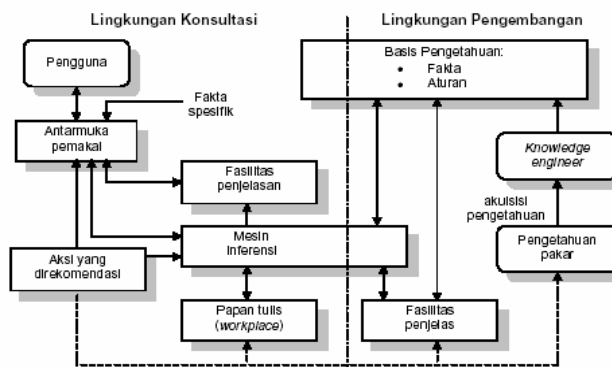 Lingkungan Konsultasi
Lingkungan Pengembangan
Pengguna
Fakta
spesifik
Basis Pengetahuan:
• Fakta
• Aturan
Antarmuka
pemakai
Knowledge
engineer
Fasilitas
penjelasan
akuisisi
pengetahuan
Aksi yang
direkomendasi
Mesin
Inferensi
Pengetahuan
pakar
Papan tulis
(workplace)
Fasilitas
penjelas